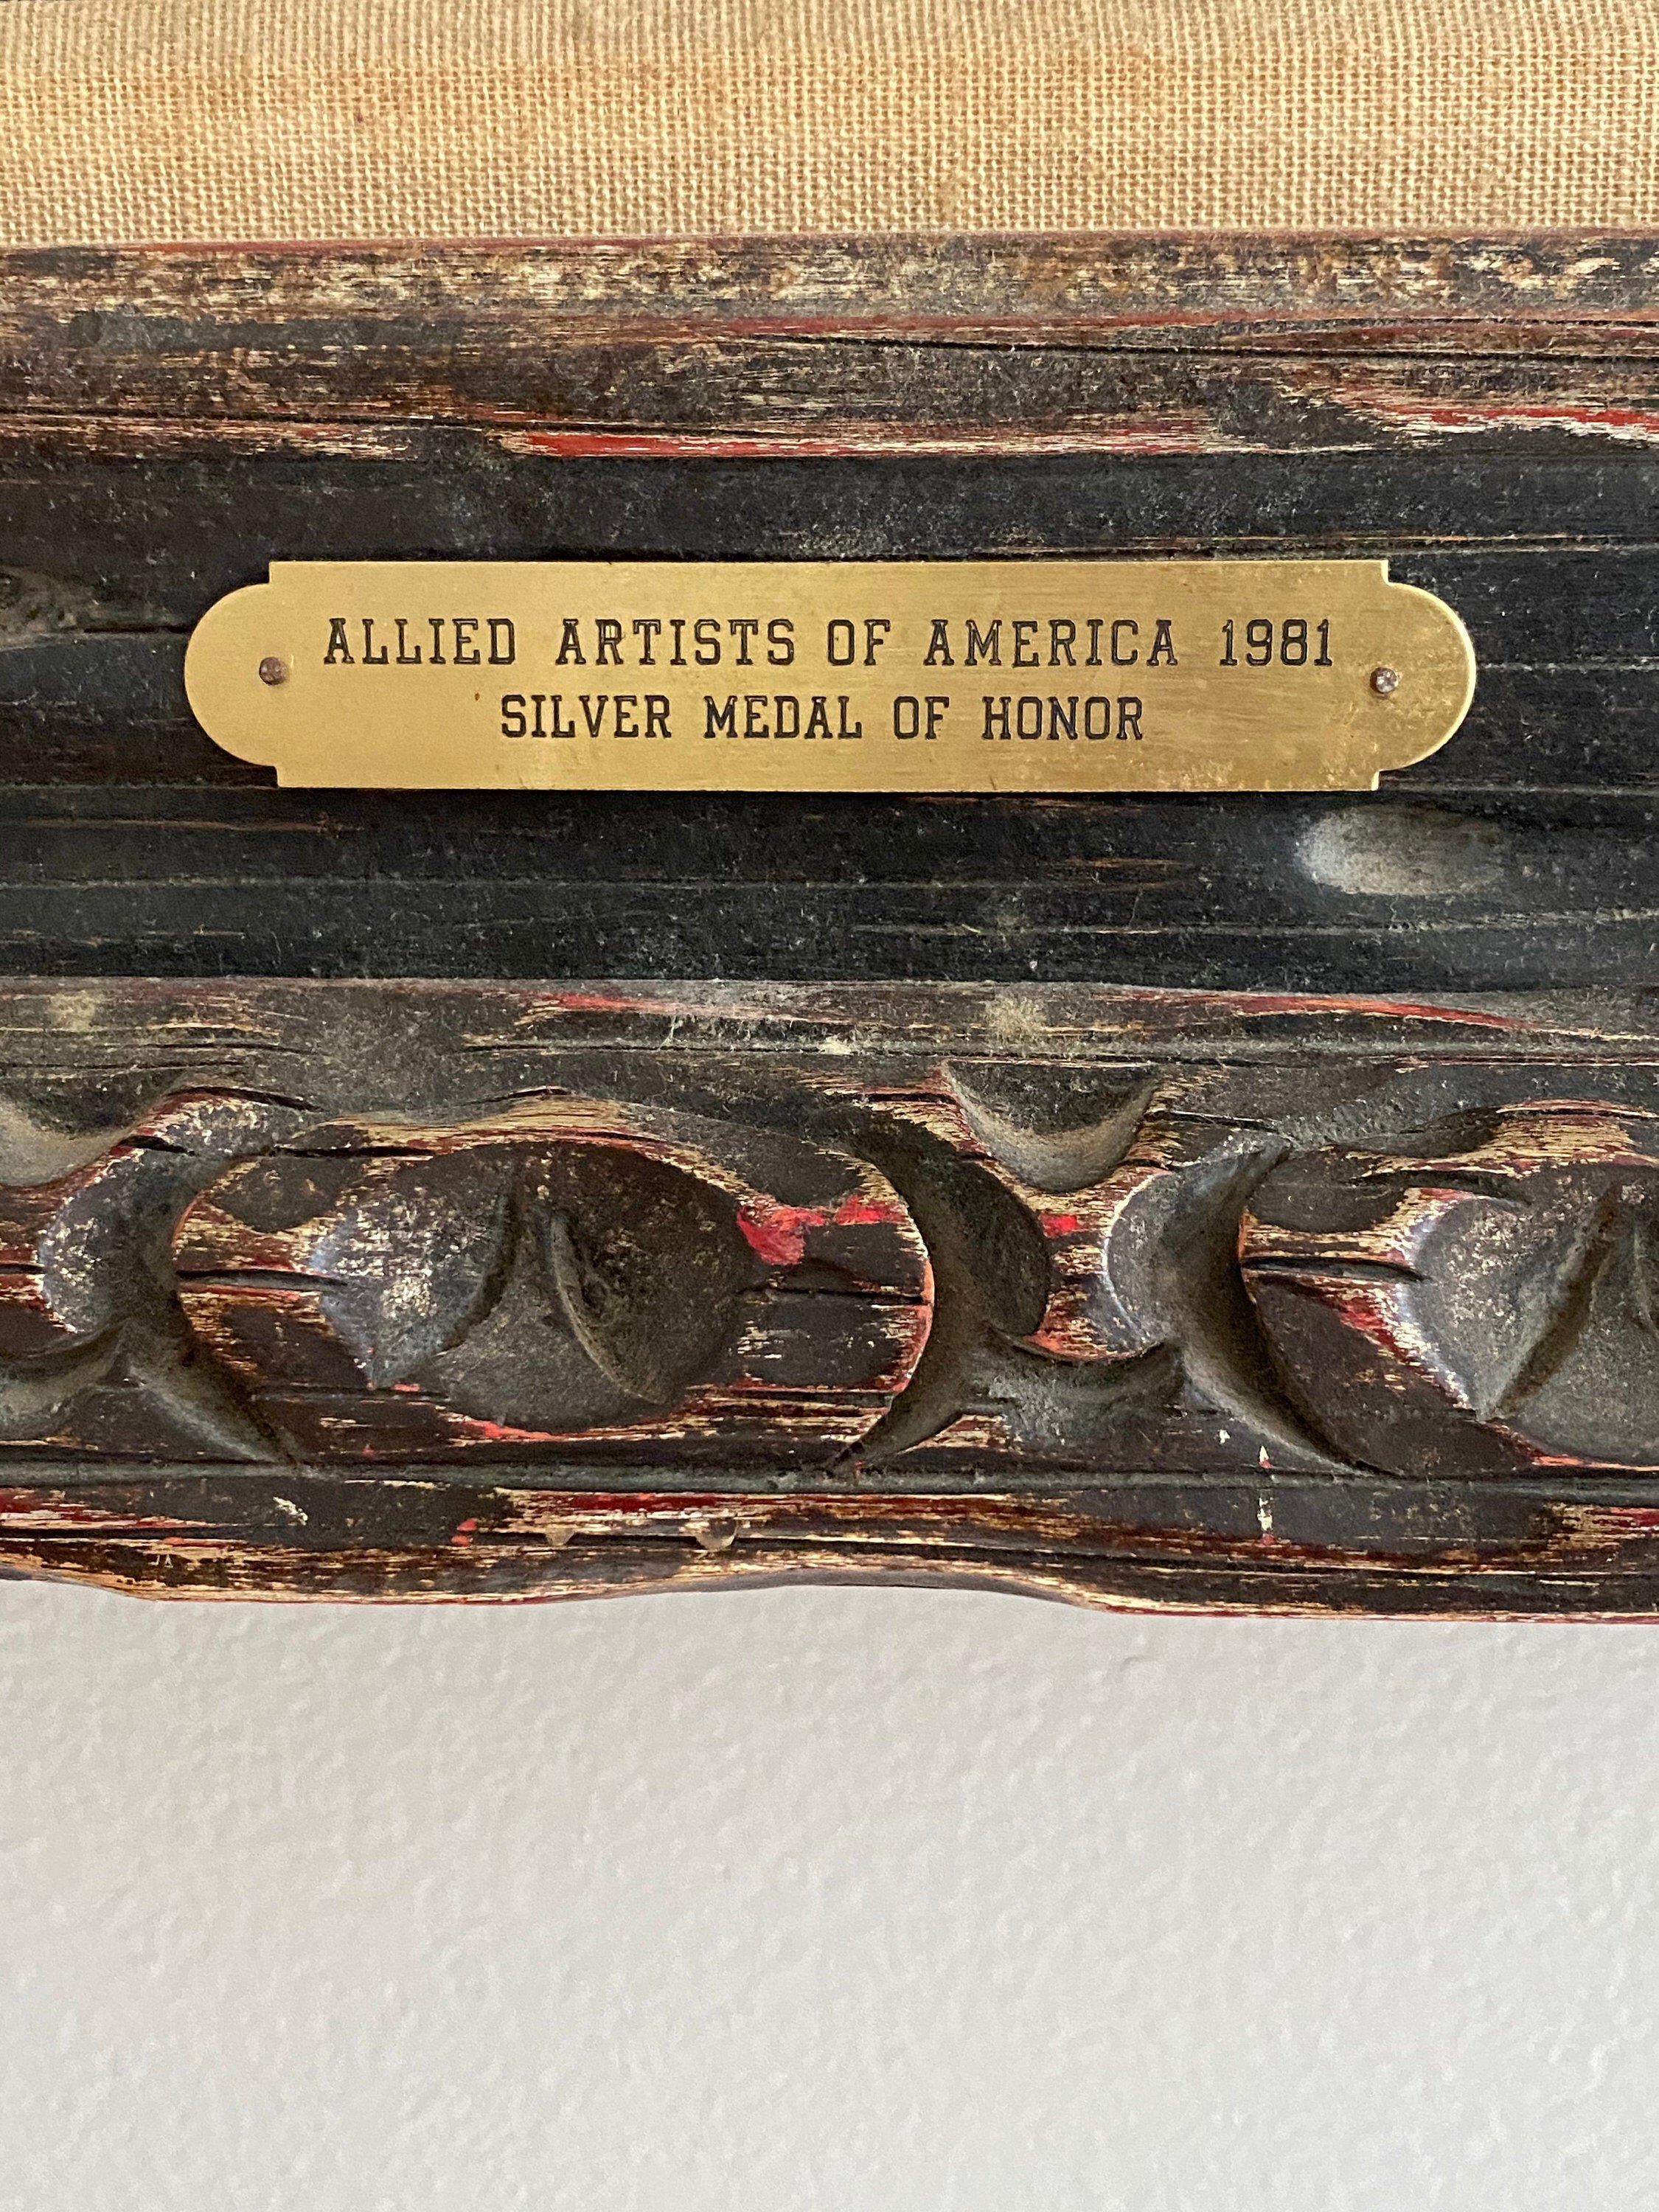 ALLIED ARTISTS OF AMERICA 1981
SILVER MEDAL OF HONOR